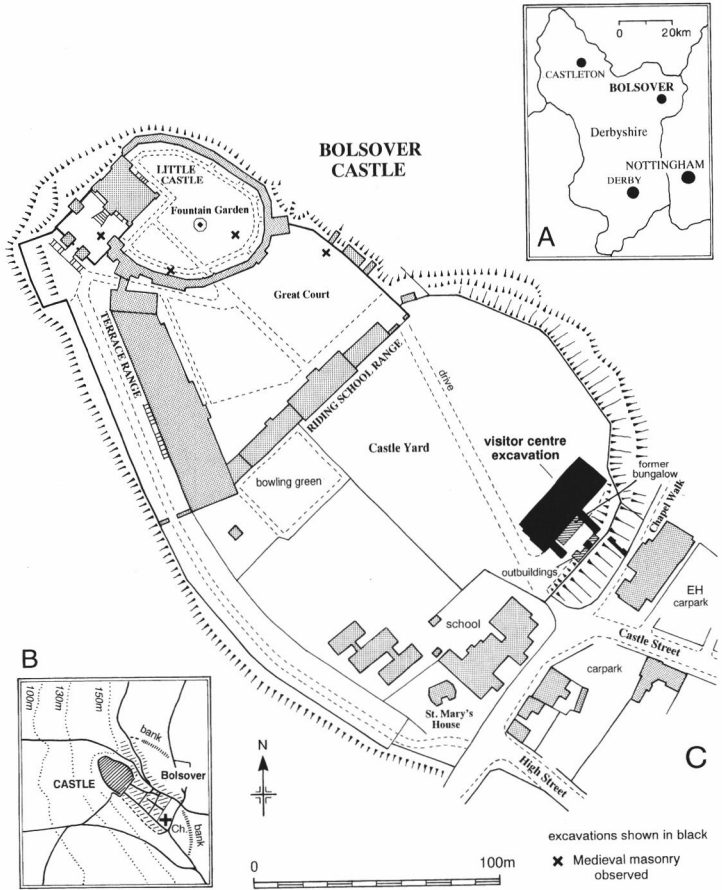 BOLSOVER
CASTLE
0 20km
CASTLETON
BOLSOVER
Derbyshire
NOTTINGHAM
DERBY
A
LITTLE
CASTLE
Fountain Garden
Great Court
TERRACE RANGE
RIDING SCHOOL RANGE
drive
Castle Yard
visitor centre
excavation
former
bungalow
Chapel Walk
bowling green
outbuildings
EH
carpark
school
Castle Street
carpark
St. Mary's
House
C
High Street
B
100m
130m
150m
bank
Bolsover
CASTLE
Ch.
bank
N
excavations shown in black
0 100m
Medieval masonry
observed